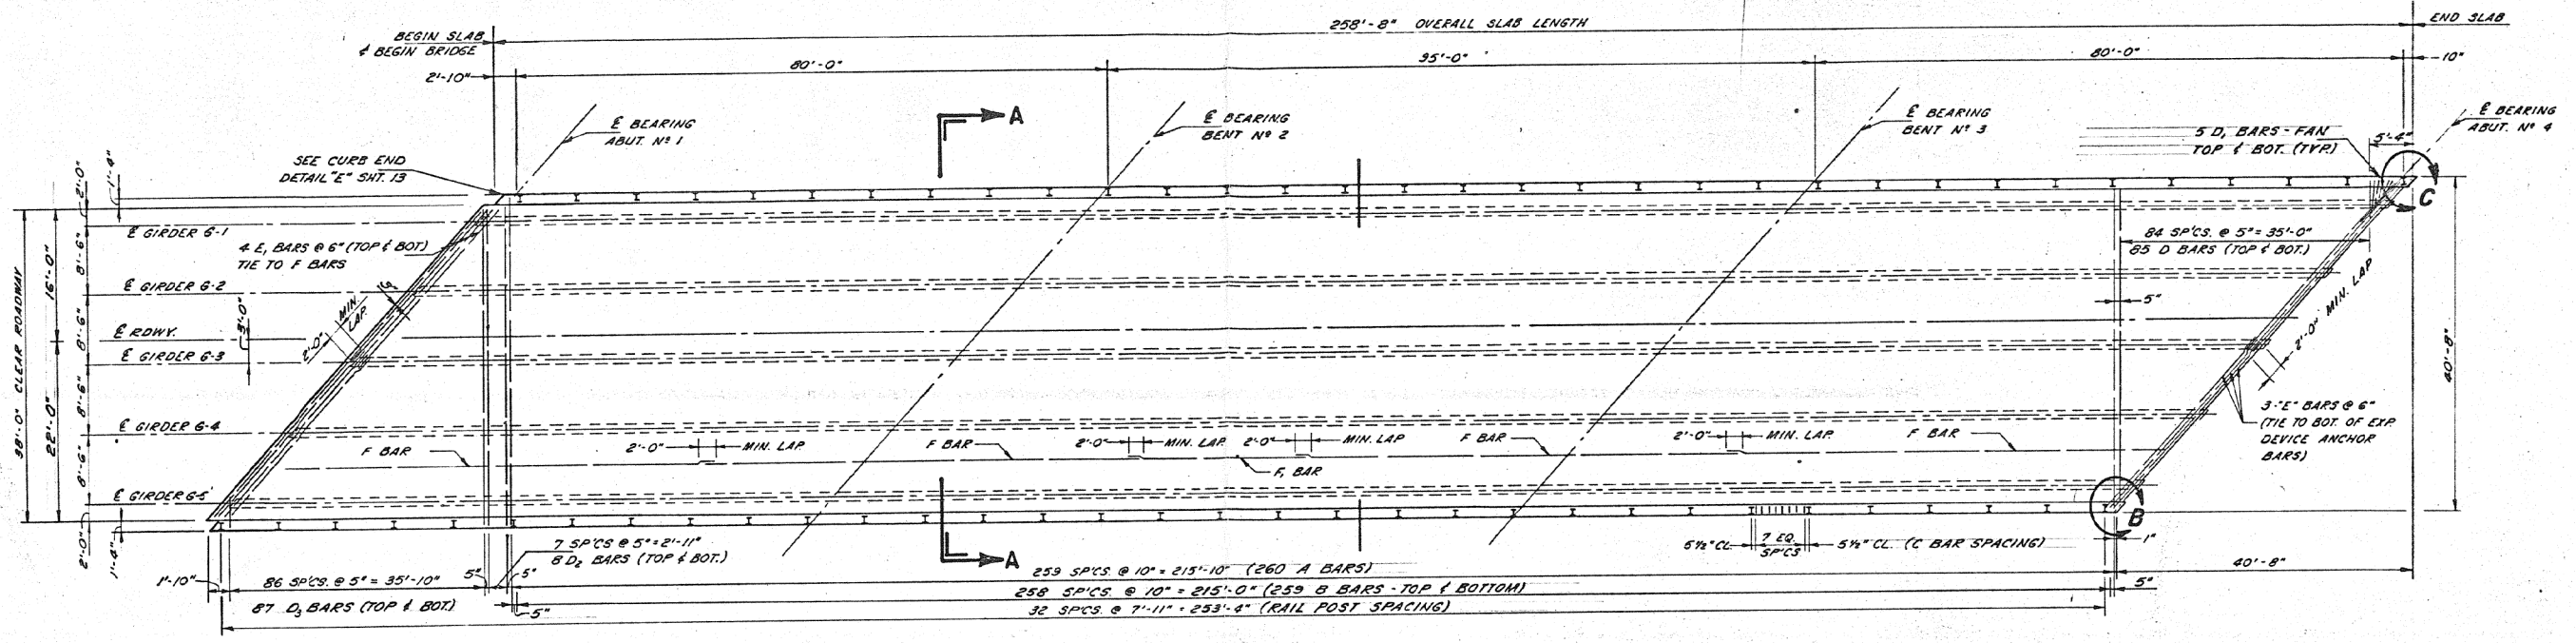 258'-8" OVERALL SLAB LENGTH
END SLAB
BEGIN SLAB
& BEGIN BRIDGE
2'-10"
80'-0"
95'-0"
80'-0"
10"
℄ BEARING
ABUT. Nº 1
A
℄ BEARING
BENT Nº 2
℄ BEARING
BENT Nº 3
5 D, BARS - FAN
TOP & BOT. (TYP.)
5'-4"
℄ BEARING
ABUT. Nº 4
SEE CURB END
DETAIL "E" SHT. 13
2'-0"
1'-4"
C
℄ GIRDER G-1
4 E, BARS @ 6" (TOP & BOT.)
TIE TO F BARS
84 SP'CS. @ 5" = 35'-0"
85 D BARS (TOP & BOT.)
38'-0" CLEAR ROADWAY
16'-0"
22'-0"
8'-6"
8'-6"
8'-6"
8'-6"
℄ GIRDER G-2
℄ RDWY.
3'-0"
℄ GIRDER G-3
2'-0"
MIN.
LAP
5"
2'-0" MIN. LAP
40'-8"
℄ GIRDER G-4
F BAR
2'-0"
MIN. LAP
F BAR
2'-0"
MIN. LAP
2'-0"
MIN. LAP
F BAR
2'-0"
MIN. LAP
F BAR
F, BAR
3-"E" BARS @ 6"
(TIE TO BOT. OF EXP.
DEVICE ANCHOR
BARS)
℄ GIRDER G-5
2'-0"
1'-4"
B
7 SP'CS @ 5" = 2'-11"
8 D₂ BARS (TOP & BOT.)
A
5½" CL.
7 EQ.
SP'CS
5½" CL. (C BAR SPACING)
1"
1'-10"
86 SP'CS. @ 5" = 35'-10"
5"
5"
259 SP'CS. @ 10" = 215'-10" (260 A BARS)
40'-8"
87 D₃ BARS (TOP & BOT.)
5"
258 SP'CS. @ 10" = 215'-0" (259 B BARS - TOP & BOTTOM)
5"
32 SP'CS. @ 7'-11" = 253'-4" (RAIL POST SPACING)